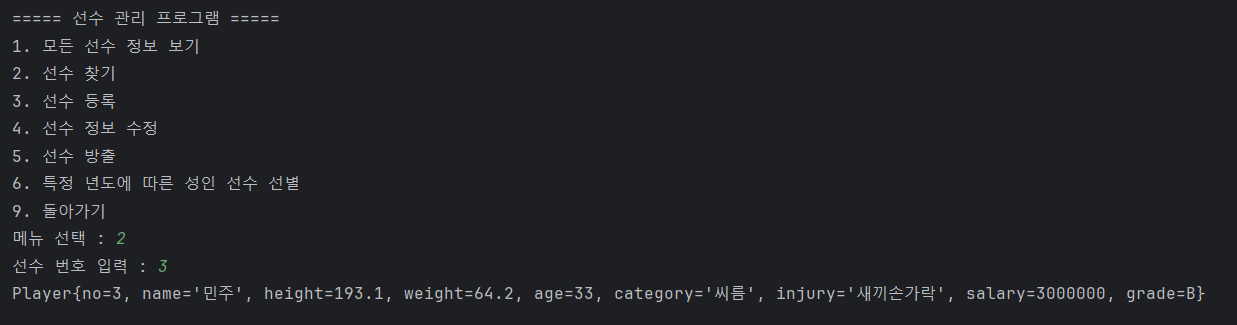 ===== 선수 관리 프로그램 =====
1. 모든 선수 정보 보기
2. 선수 찾기
3. 선수 등록
4. 선수 정보 수정
5. 선수 방출
6. 특정 년도에 따른 성인 선수 선별
9. 돌아가기
메뉴 선택 : 2
선수 번호 입력 : 3
Player{no=3, name='민주', height=193.1, weight=64.2, age=33, category='씨름', injury='새끼손가락', salary=3000000, grade=B}